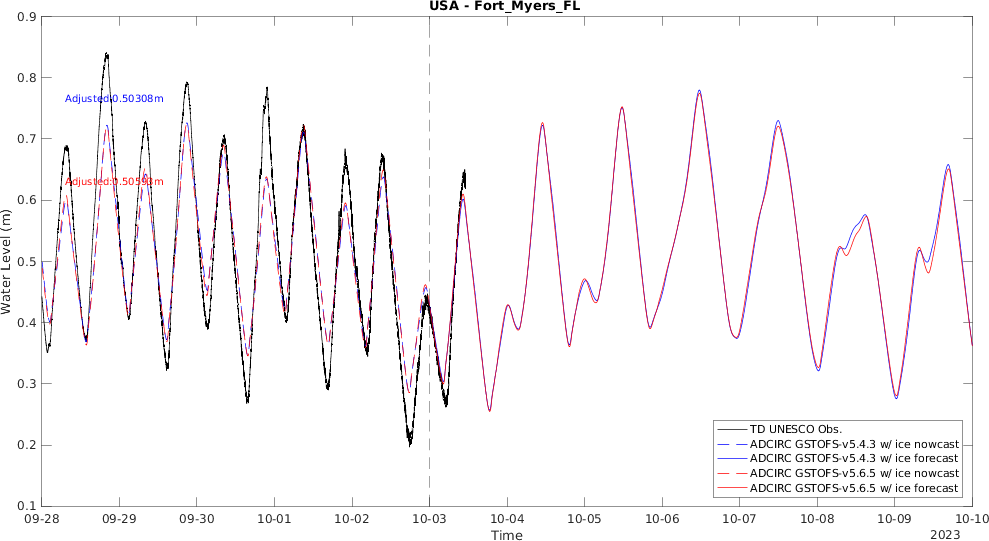 USA - Fort_Myers_FL
0.9
0.8
0.7
0.6
0.5
0.4
0.3
0.2
0.1
Water Level (m)
Adjusted:0.50308m
Adjusted:0.50593m
TD UNESCO Obs.
ADCIRC GSTOFS-v5.4.3 w/ ice nowcast
ADCIRC GSTOFS-v5.4.3 w/ ice forecast
ADCIRC GSTOFS-v5.6.5 w/ ice nowcast
ADCIRC GSTOFS-v5.6.5 w/ ice forecast
09-28 09-29 09-30 10-01 10-02 10-03 10-04 10-05 10-06 10-07 10-08 10-09 10-10
Time
2023